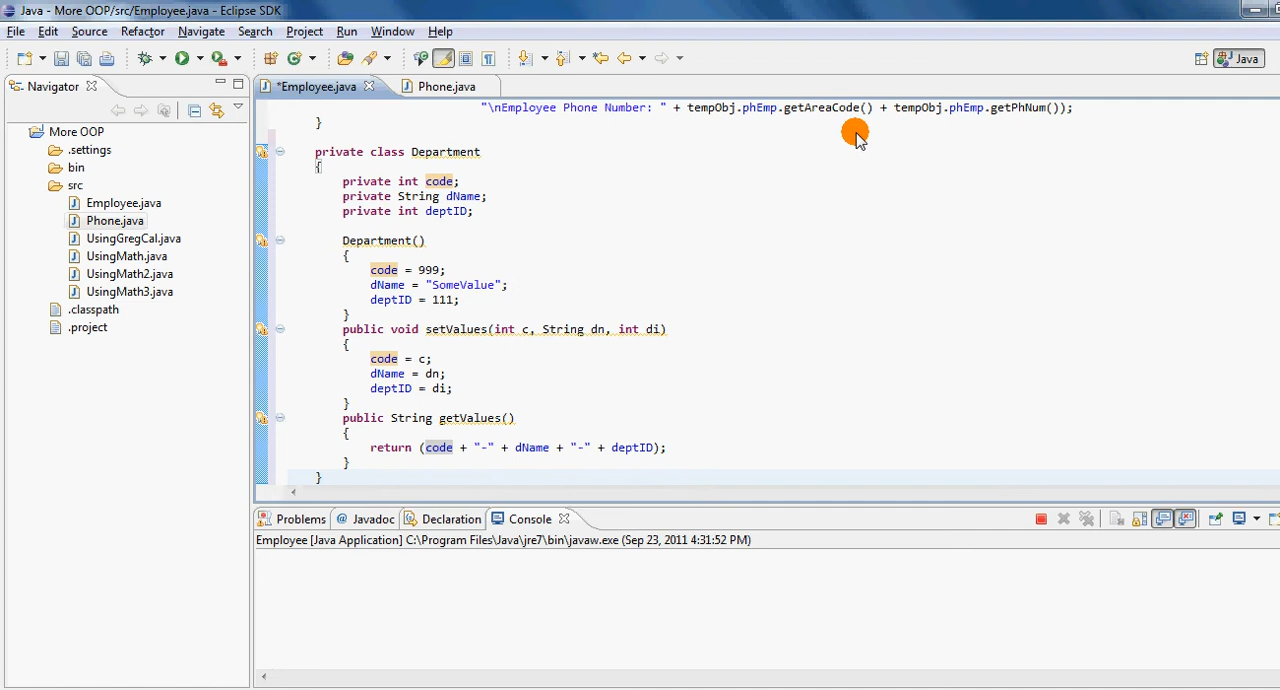 Java - More OOP/src/Employee.java - Eclipse SDK
File Edit Source Refactor Navigate Search Project Run Window Help
Java
Navigator
*Employee.java
Phone.java
More OOP
.settings
bin
src
Employee.java
Phone.java
UsingGregCal.java
UsingMath.java
UsingMath2.java
UsingMath3.java
.classpath
.project
"\nEmployee Phone Number: " + tempObj.phEmp.getAreaCode() + tempObj.phEmp.getPhNum());
}
private class Department
{
private int code;
private String dName;
private int deptID;
Department()
{
code = 999;
dName = "SomeValue";
deptID = 111;
}
public void setValues(int c, String dn, int di)
{
code = c;
dName = dn;
deptID = di;
}
public String getValues()
{
return (code + "-" + dName + "-" + deptID);
}
}
Problems @ Javadoc Declaration Console
Employee [Java Application] C:\Program Files\Java\jre7\bin\javaw.exe (Sep 23, 2011 4:31:52 PM)